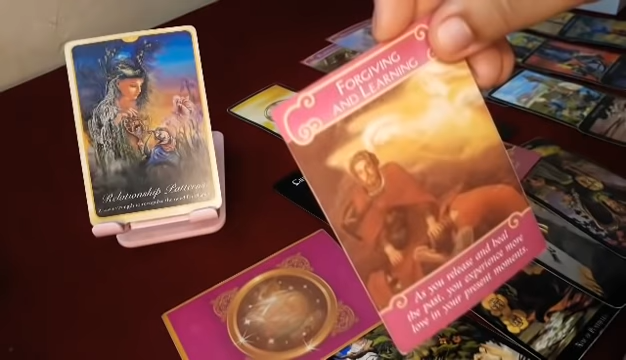 Relationship Patterns
FORGIVING
AND LEARNING
As you release and heal
the past, you experience more
love in your present moments.